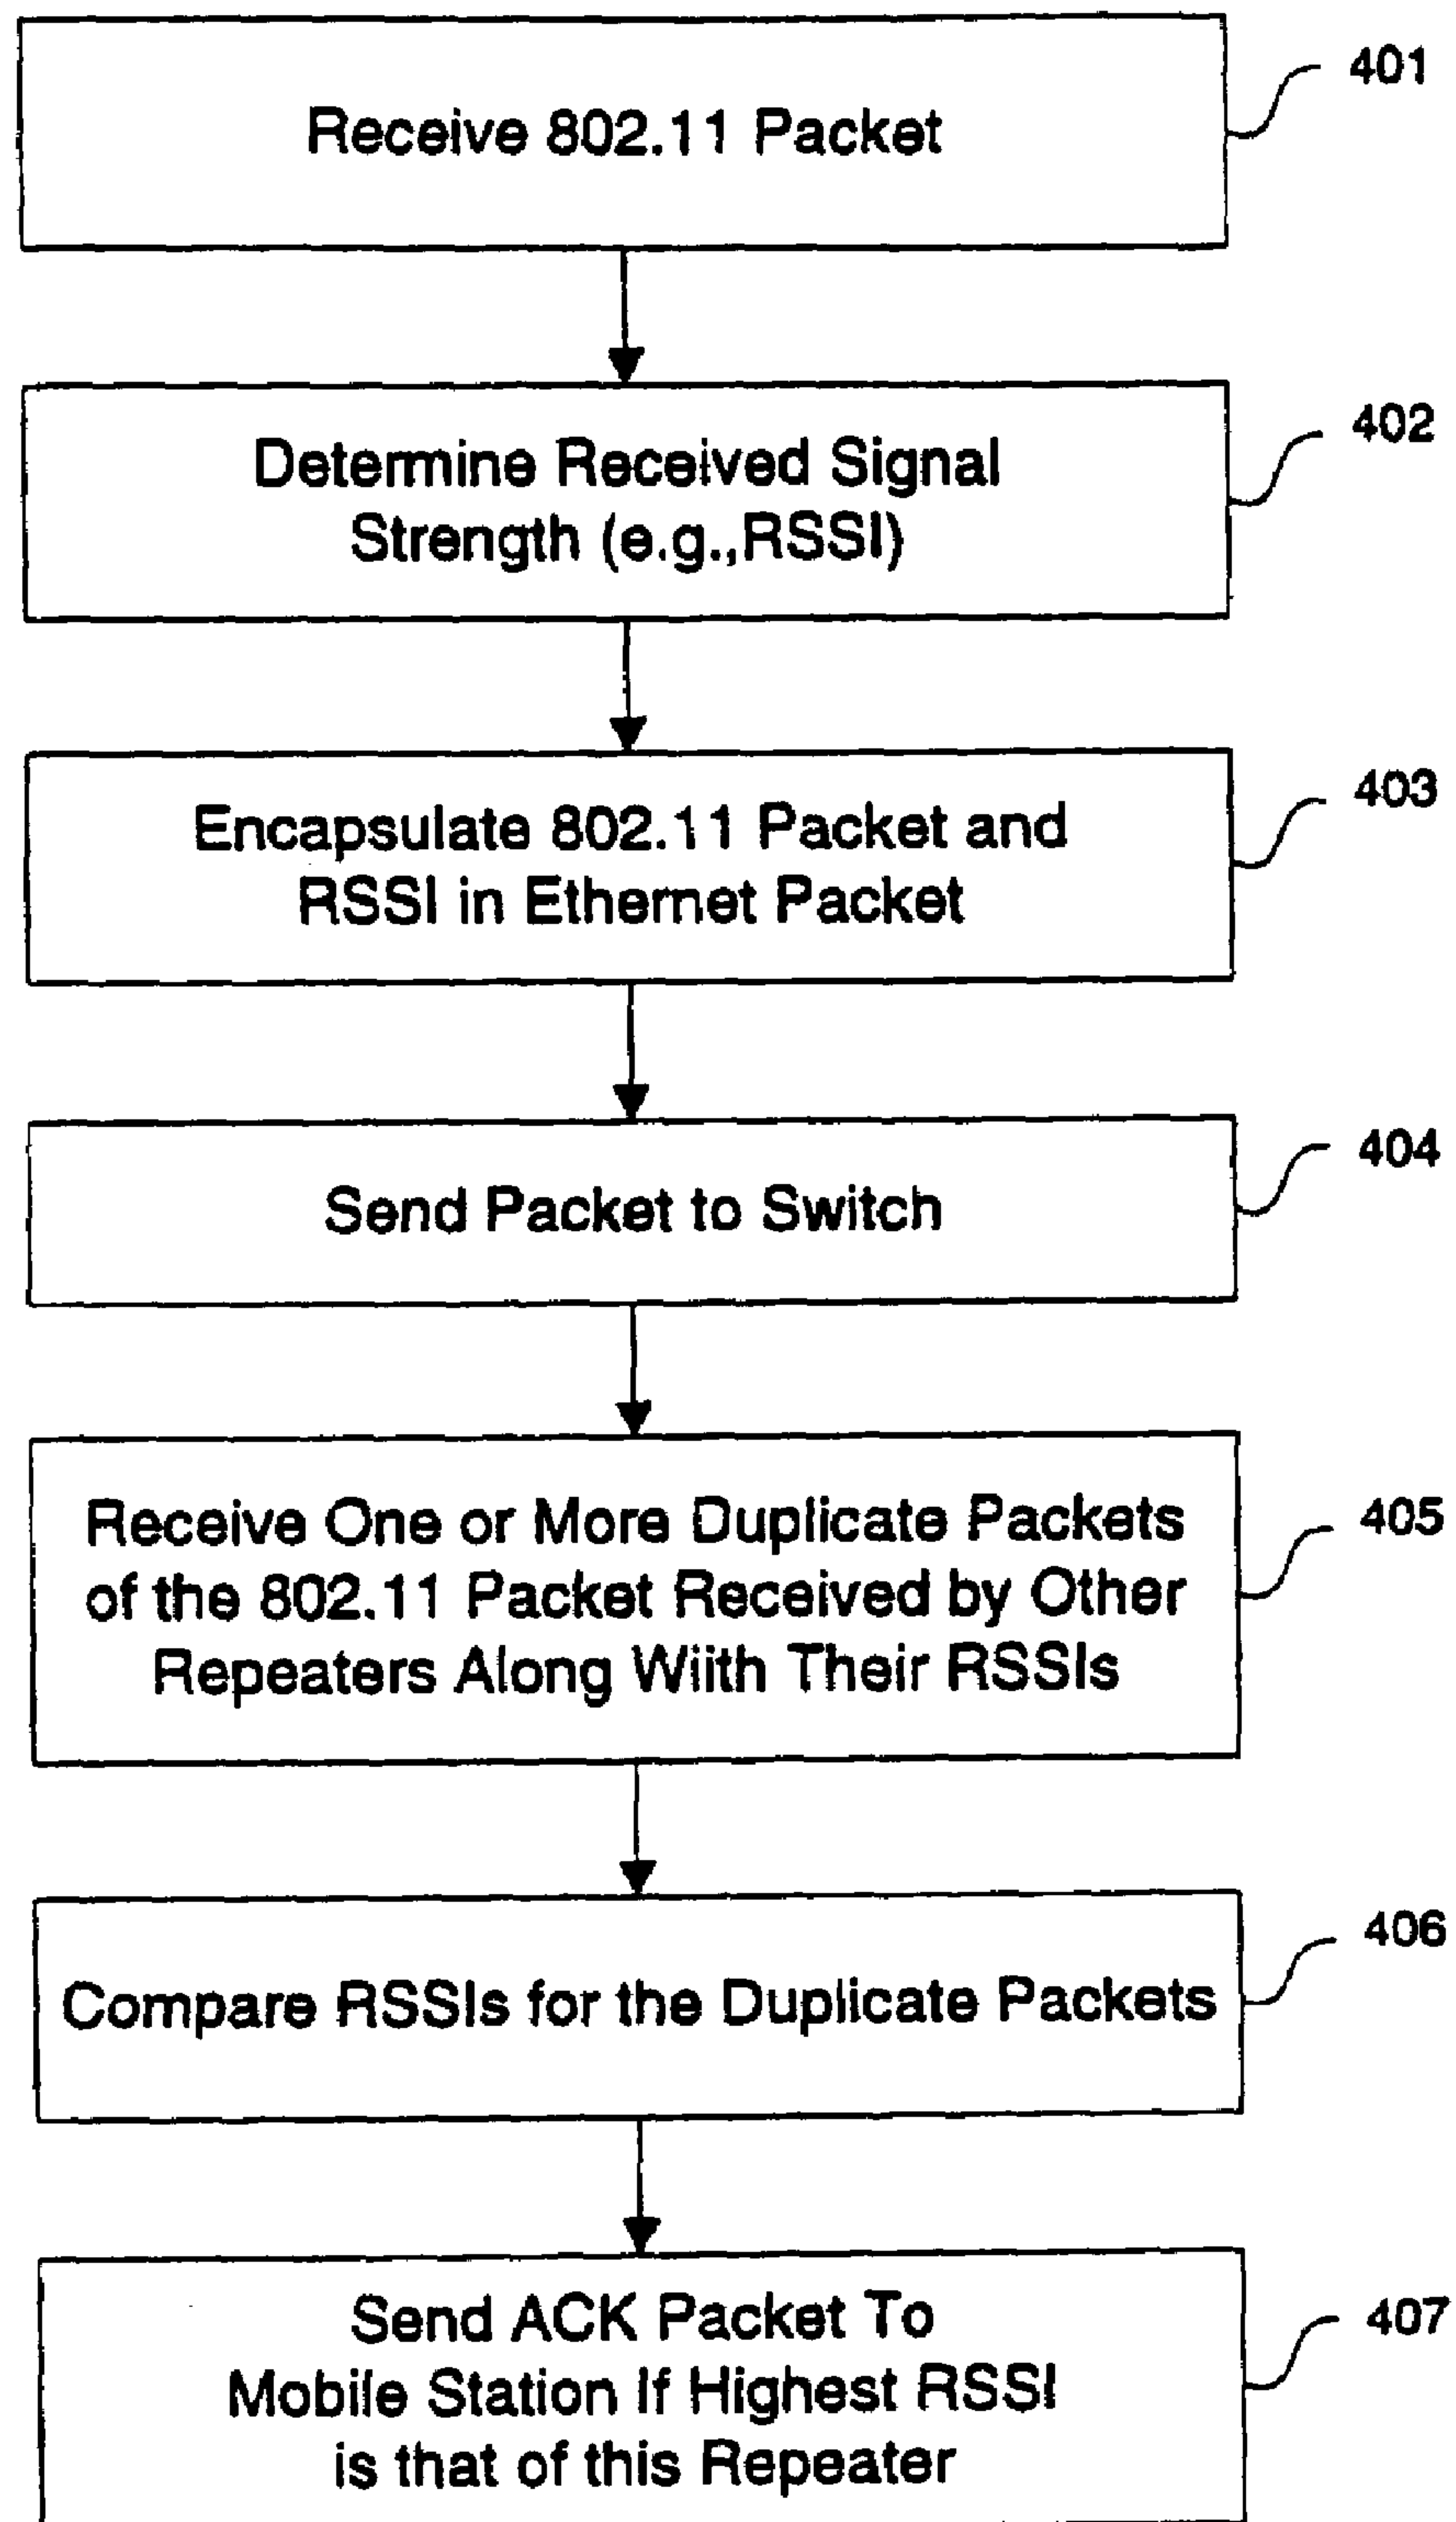 Receive 802.11 Packet
401
Determine Received Signal
Strength (e.g.,RSSI)
402
Encapsulate 802.11 Packet and
RSSI in Ethernet Packet
403
Send Packet to Switch
404
Receive One or More Duplicate Packets
of the 802.11 Packet Received by Other
Repeaters Along Wiith Their RSSIs
405
Compare RSSIs for the Duplicate Packets
406
Send ACK Packet To
Mobile Station If Highest RSSI
is that of this Repeater
407